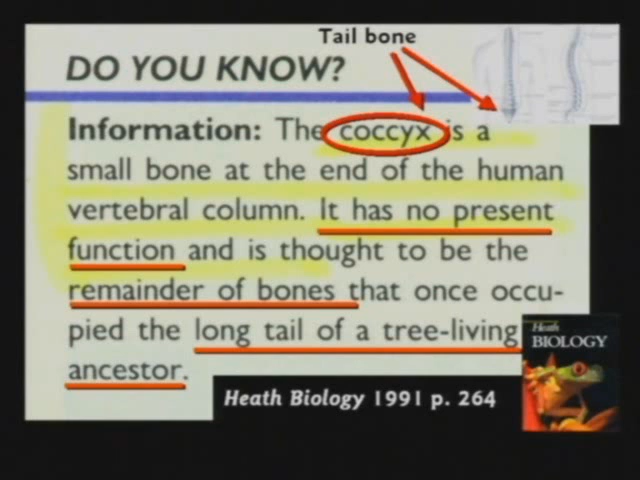 Tail bone
DO YOU KNOW?
Information: The coccyx is a
small bone at the end of the human
vertebral column. It has no present
function and is thought to be the
remainder of bones that once occu-
pied the long tail of a tree-living
ancestor.
Heath
BIOLOGY
Heath Biology 1991 p. 264